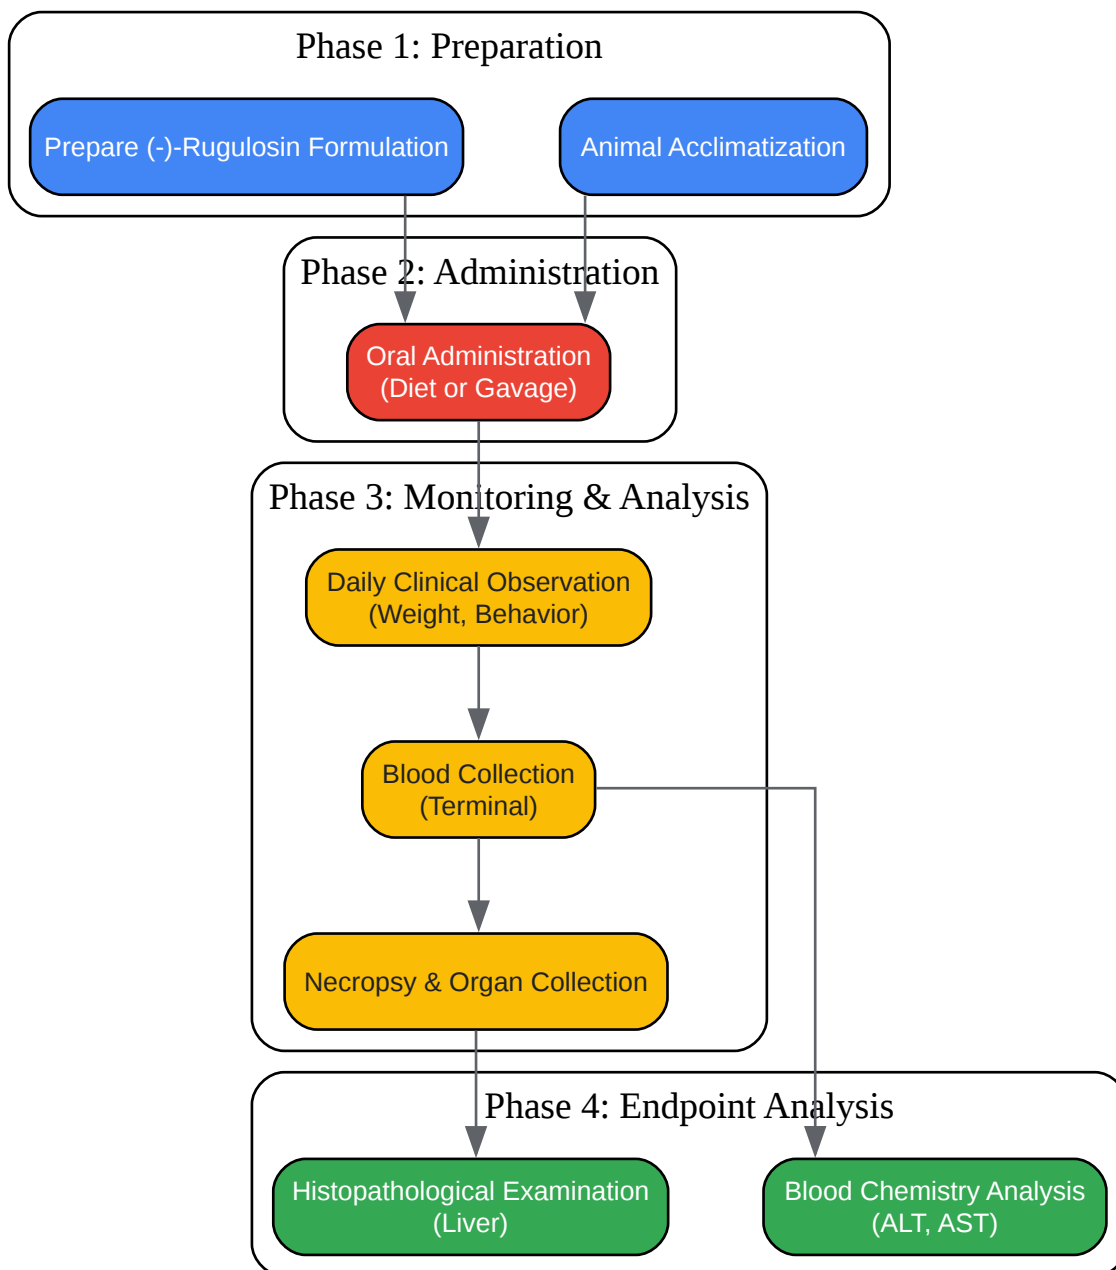 Phase 1: Preparation
Prepare (-)-Rugulosin Formulation
Animal Acclimatization
Phase 2: Administration
Oral Administration
(Diet or Gavage)
Phase 3: Monitoring & Analysis
Daily Clinical Observation
(Weight, Behavior)
Blood Collection
(Terminal)
Necropsy & Organ Collection
Phase 4: Endpoint Analysis
Histopathological Examination
(Liver)
Blood Chemistry Analysis
(ALT, AST)